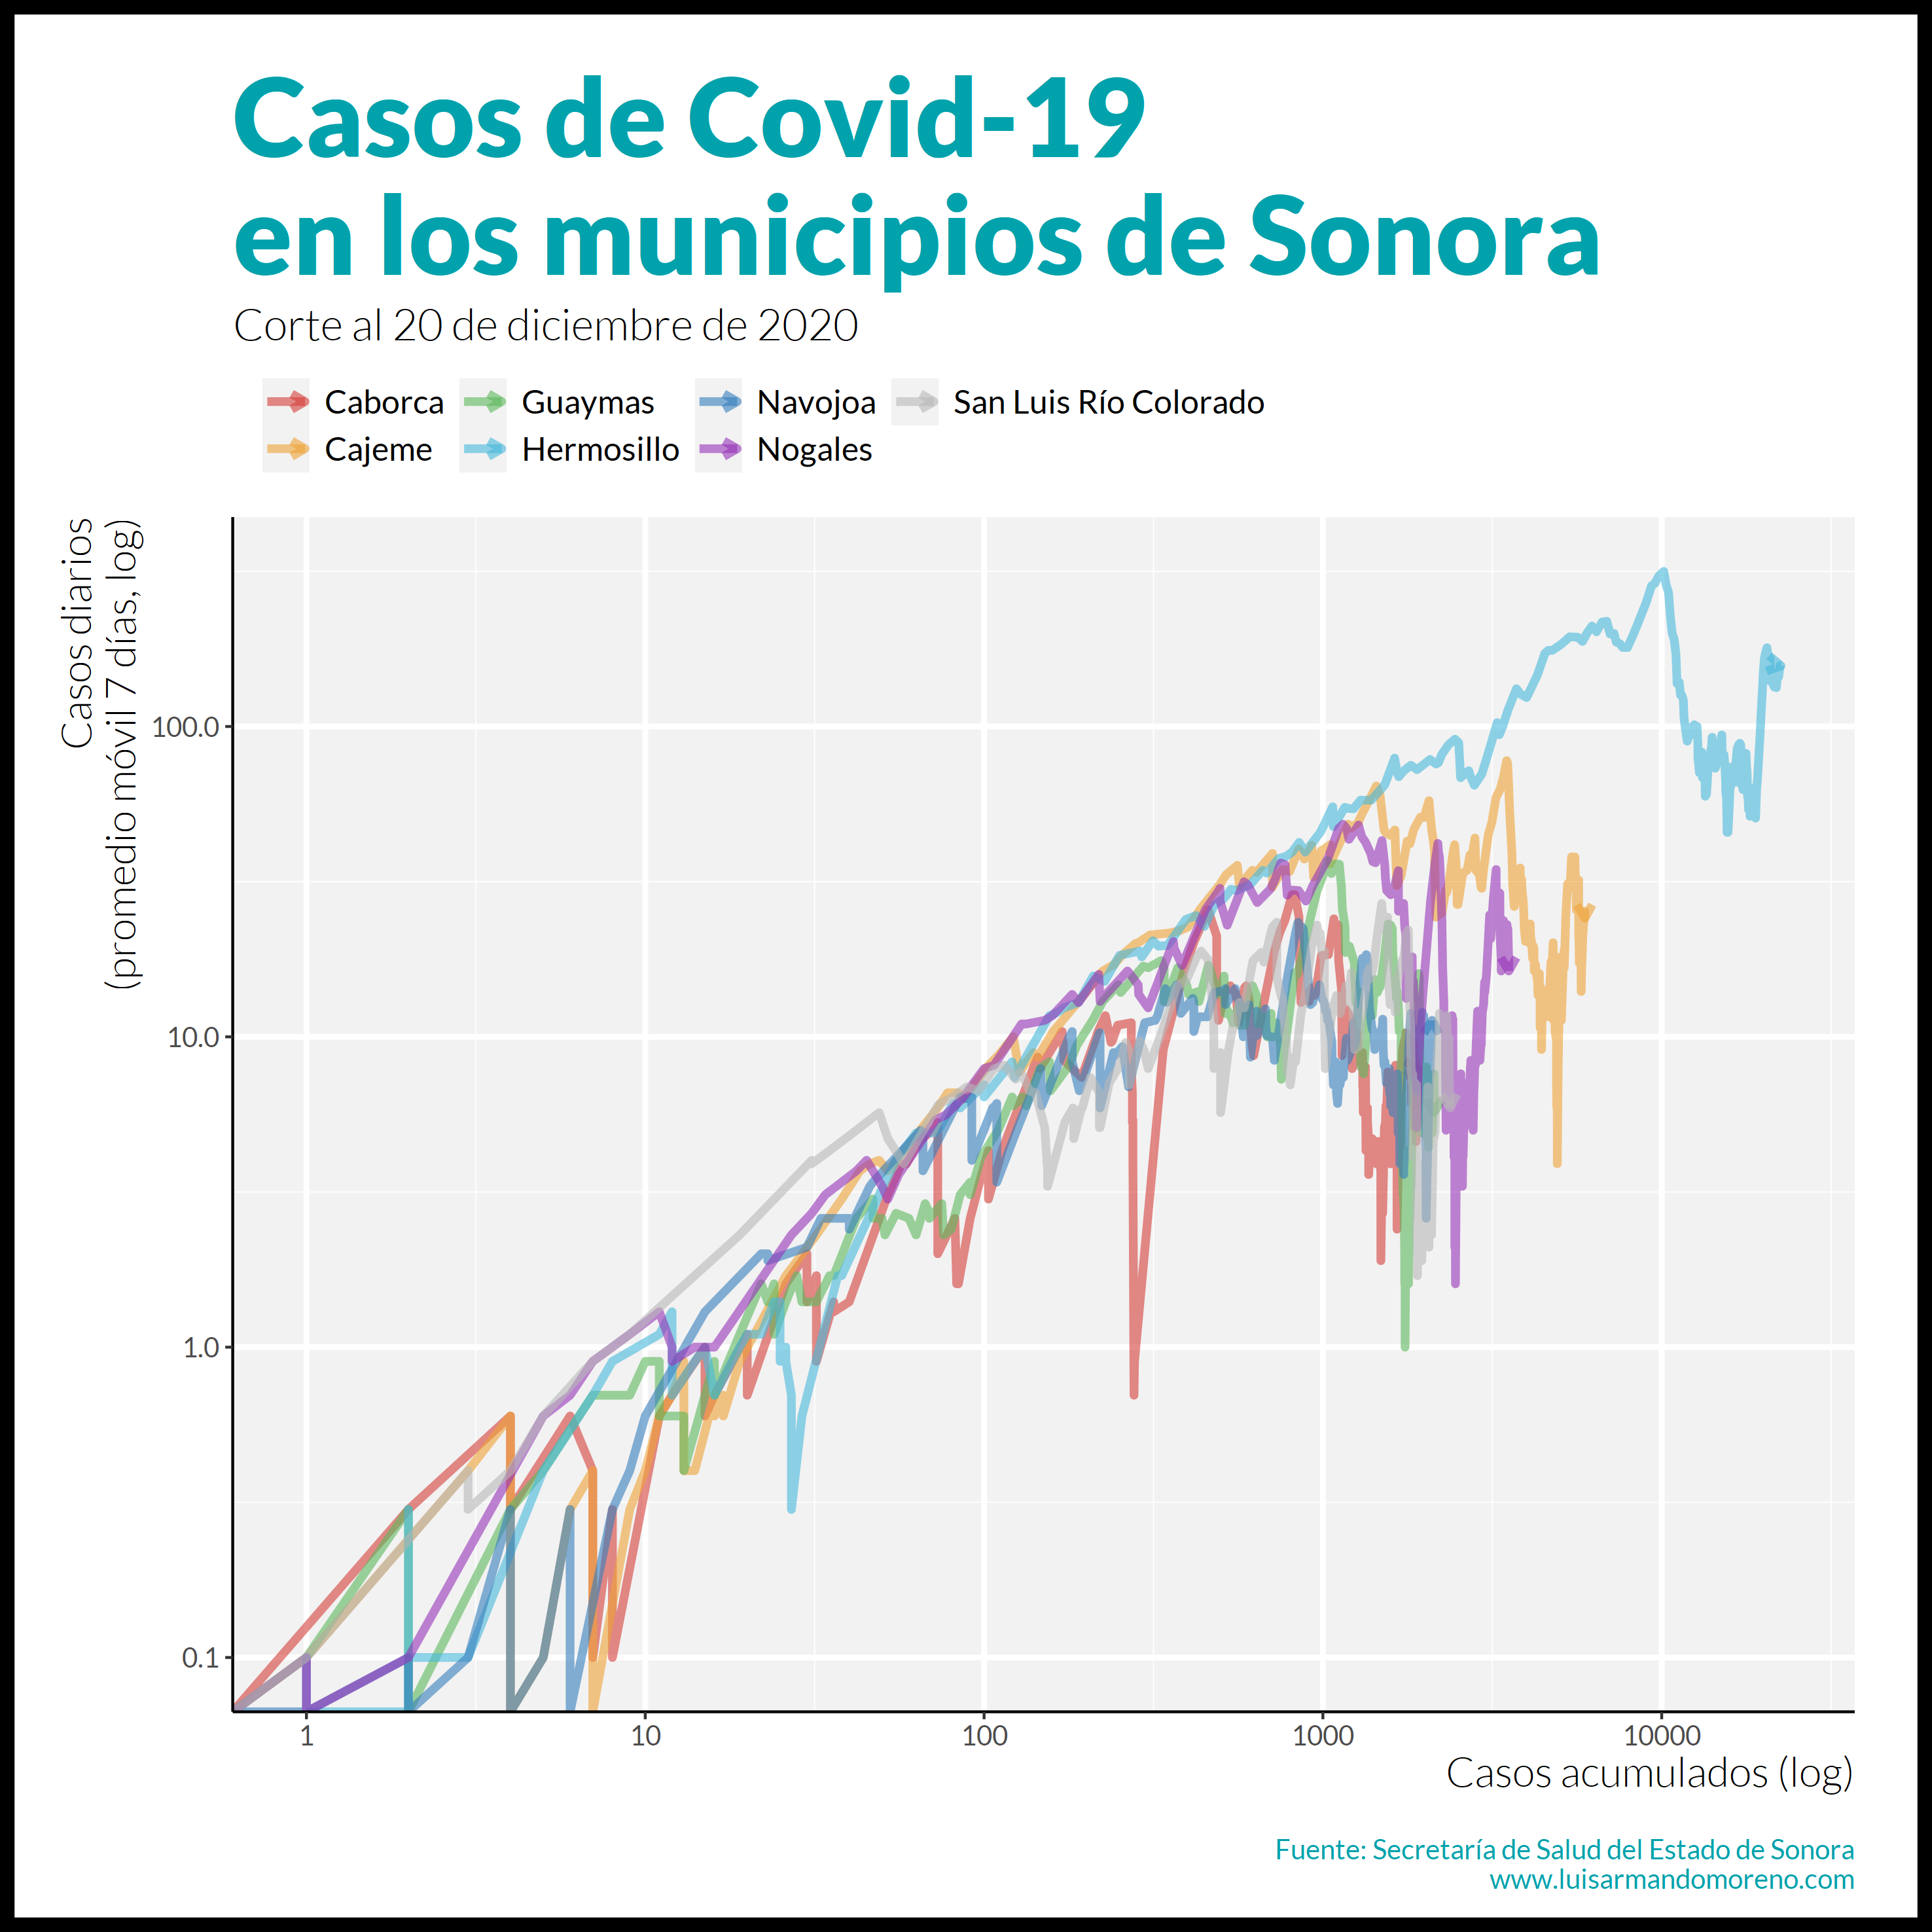 Casos de Covid-19
en los municipios de Sonora
Corte al 20 de diciembre de 2020
Caborca
Guaymas
Navojoa
San Luis Río Colorado
Cajeme
Hermosillo
Nogales
Casos diarios
(promedio móvil 7 días, log)
100.0
10.0
1.0
0.1
1
10
100
1000
10000
Casos acumulados (log)
Fuente: Secretaría de Salud del Estado de Sonora
www.luisarmandomoreno.com